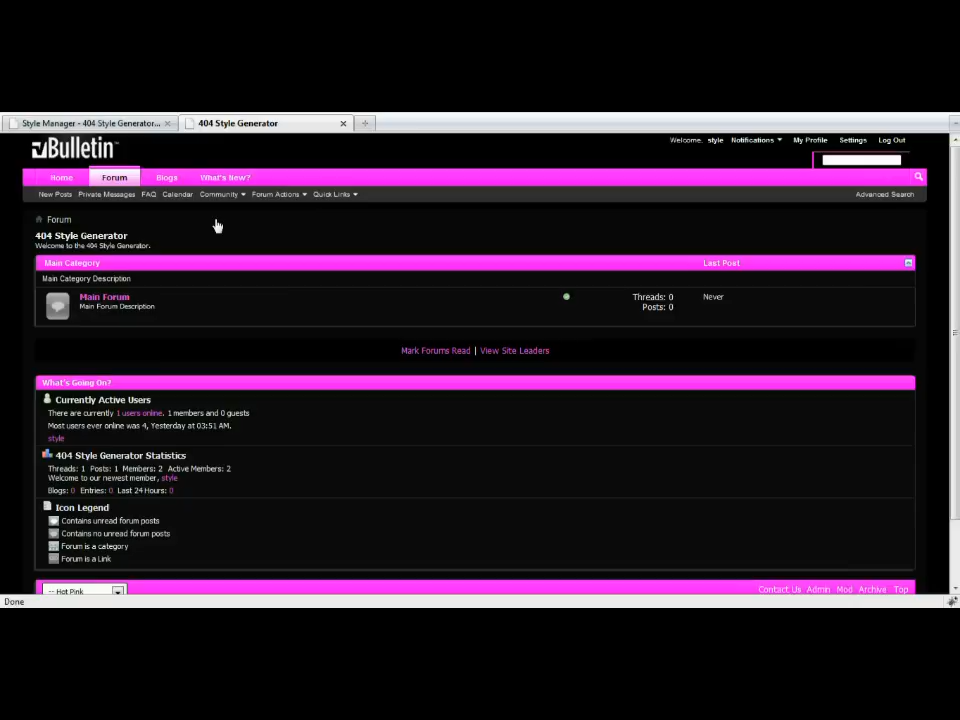 Style Manager - 404 Style Generator...
404 Style Generator
vBulletin™
Welcome, style Notifications My Profile Settings Log Out
Home Forum Blogs What's New?
New Posts Private Messages FAQ Calendar Community Forum Actions Quick Links Advanced Search
Forum
404 Style Generator
Welcome to the 404 Style Generator.
Main Category Last Post
Main Category Description
Main Forum Threads: 0 Never
Main Forum Description Posts: 0
Mark Forums Read | View Site Leaders
What's Going On?
Currently Active Users
There are currently 1 users online. 1 members and 0 guests
Most users ever online was 4, Yesterday at 03:51 AM.
style
404 Style Generator Statistics
Threads: 1 Posts: 1 Members: 2 Active Members: 2
Welcome to our newest member, style
Blogs: 0 Entries: 0 Last 24 Hours: 0
Icon Legend
Contains unread forum posts
Contains no unread forum posts
Forum is a category
Forum is a Link
-- Hot Pink Contact Us Admin Mod Archive Top
Done